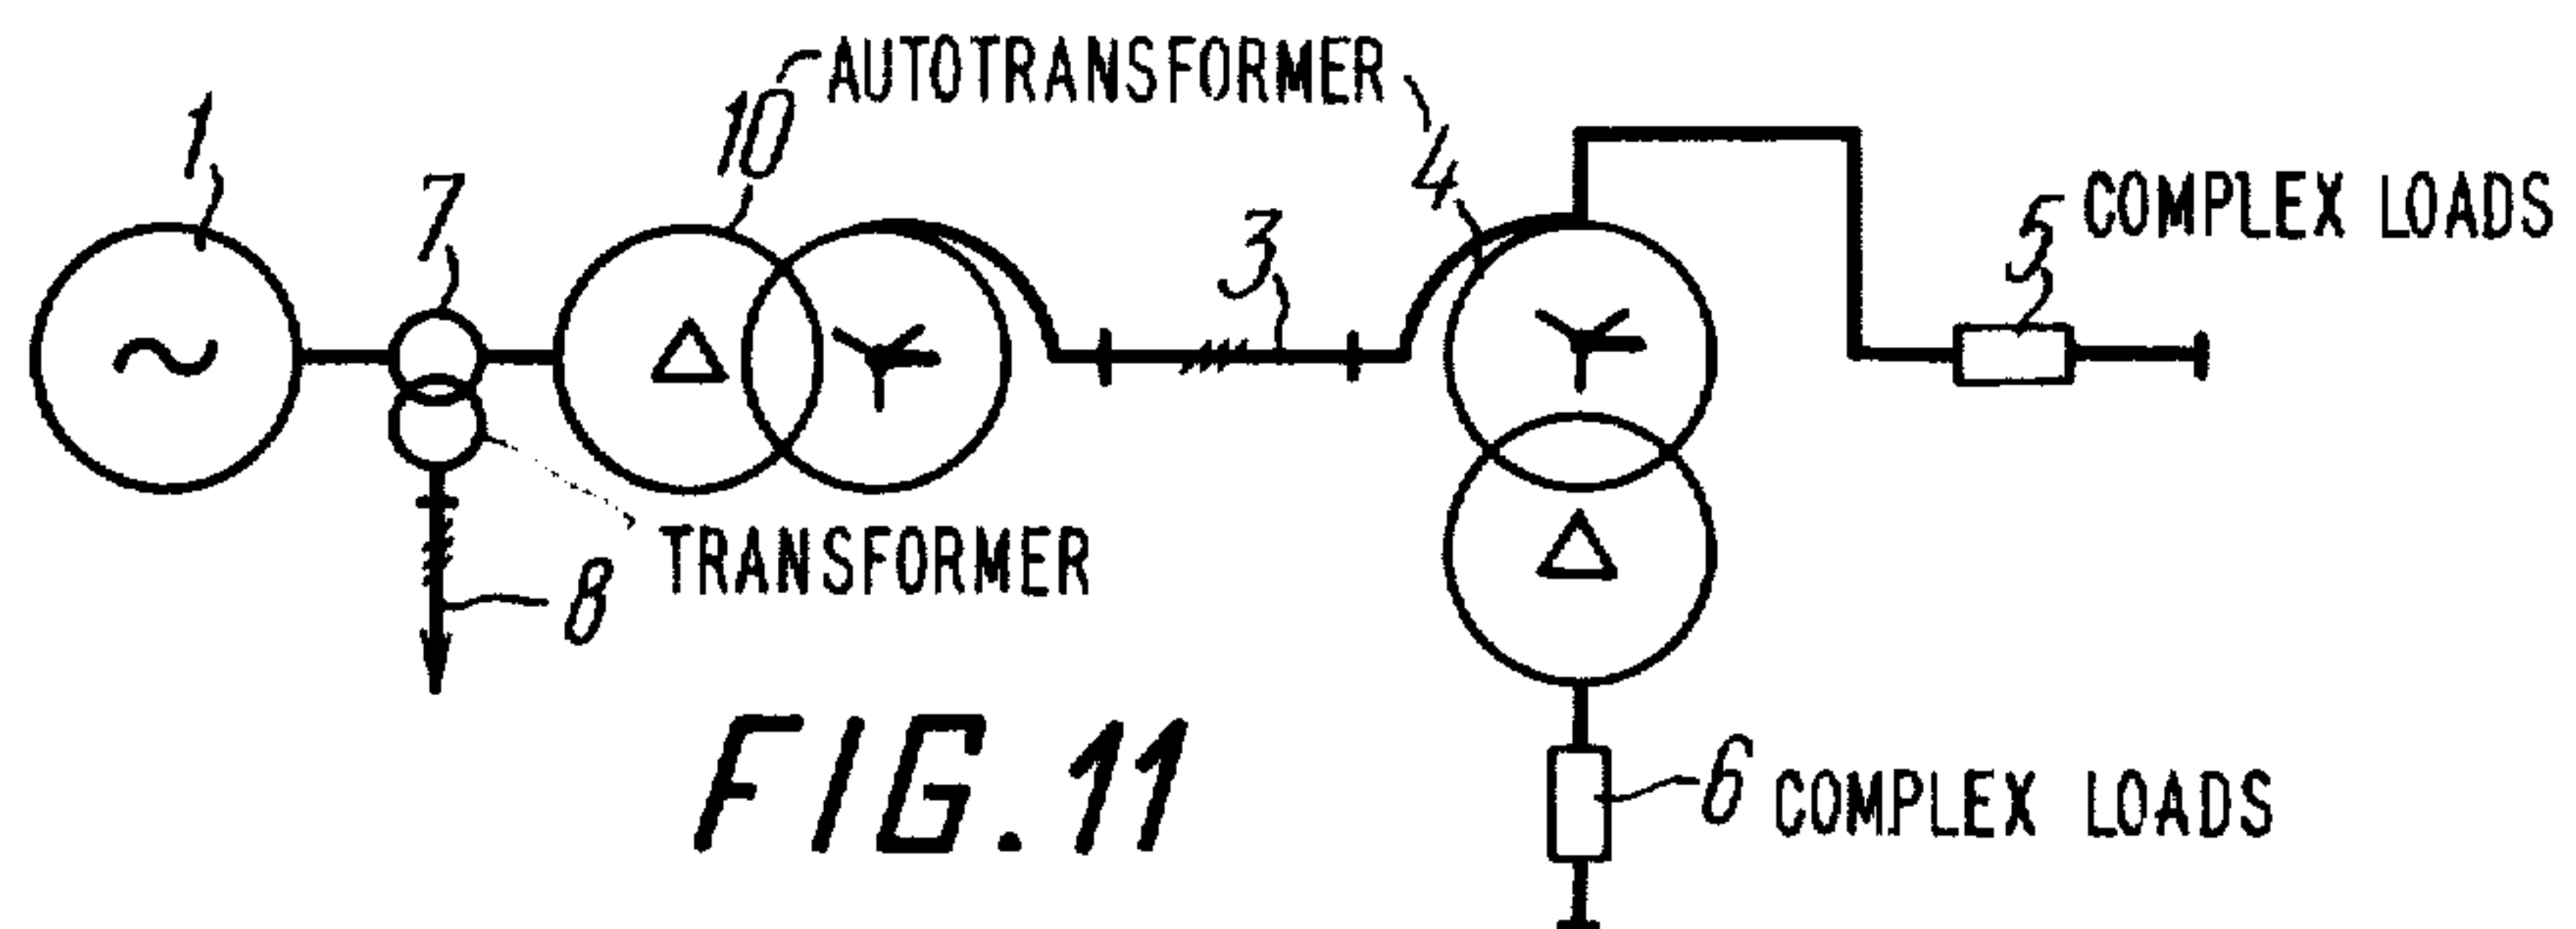 10 AUTOTRANSFORMER 4
1
7
3
5 COMPLEX LOADS
TRANSFORMER
8
6 COMPLEX LOADS
FIG.11